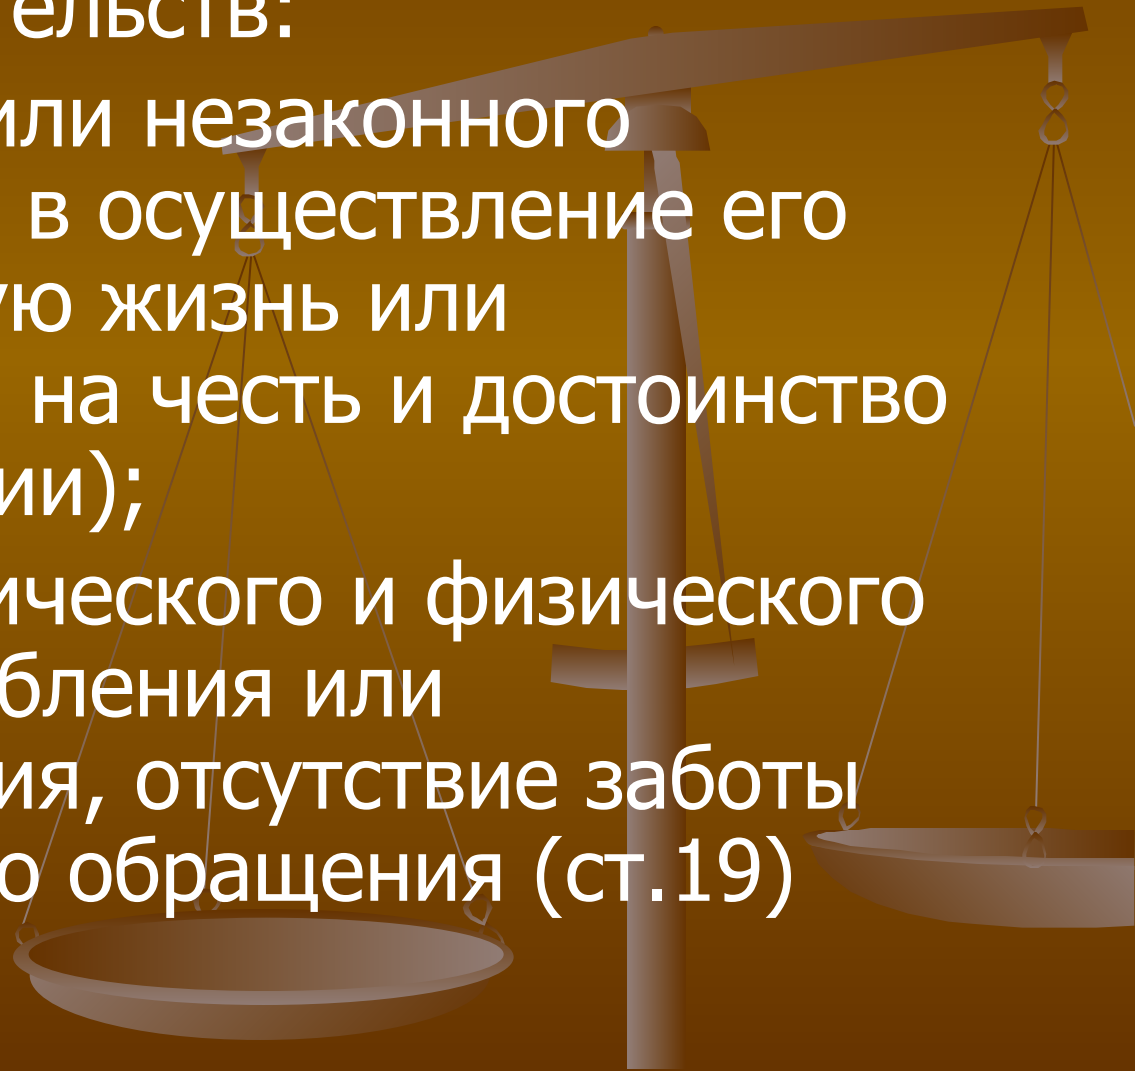 ельств:
или незаконного
в осуществление его
ую жизнь или
на честь и достоинство
ии);
ического и физического
бления или
ия, отсутствие заботы
о обращения (ст.19)